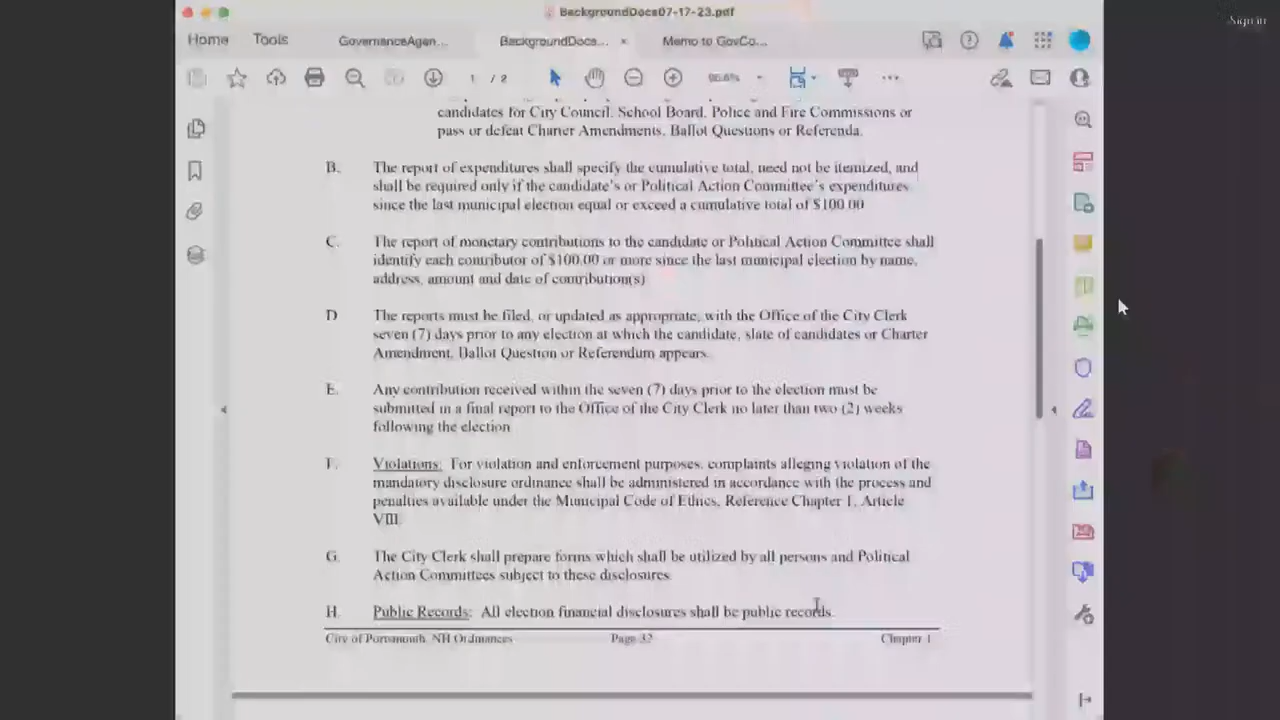 BackgroundDocs07-17-23.pdf
Sign in
Home
Tools
GovernanceAgen...
BackgroundDocs...
×
Memo to GovCo...
1 / 2
candidates for City Council, School Board, Police and Fire Commissions or
pass or defeat Charter Amendments, Ballot Questions or Referenda.
B. The report of expenditures shall specify the cumulative total, need not be itemized, and
shall be required only if the candidate's or Political Action Committee's expenditures
since the last municipal election equal or exceed a cumulative total of $100.00
C. The report of monetary contributions to the candidate or Political Action Committee shall
identify each contributor of $100.00 or more since the last municipal election by name,
address, amount and date of contribution(s)
D The reports must be filed, or updated as appropriate, with the Office of the City Clerk
seven (7) days prior to any election at which the candidate, slate of candidates or Charter
Amendment, Ballot Question or Referendum appears.
E. Any contribution received within the seven (7) days prior to the election must be
submitted in a final report to the Office of the City Clerk no later than two (2) weeks
following the election
F. Violations: For violation and enforcement purposes, complaints alleging violation of the
mandatory disclosure ordinance shall be administered in accordance with the process and
penalties available under the Municipal Code of Ethics, Reference Chapter 1, Article
VIII.
G. The City Clerk shall prepare forms which shall be utilized by all persons and Political
Action Committees subject to these disclosures.
H. Public Records: All election financial disclosures shall be public records.
City of Portsmouth, NH Ordinances Page 32 Chapter 1